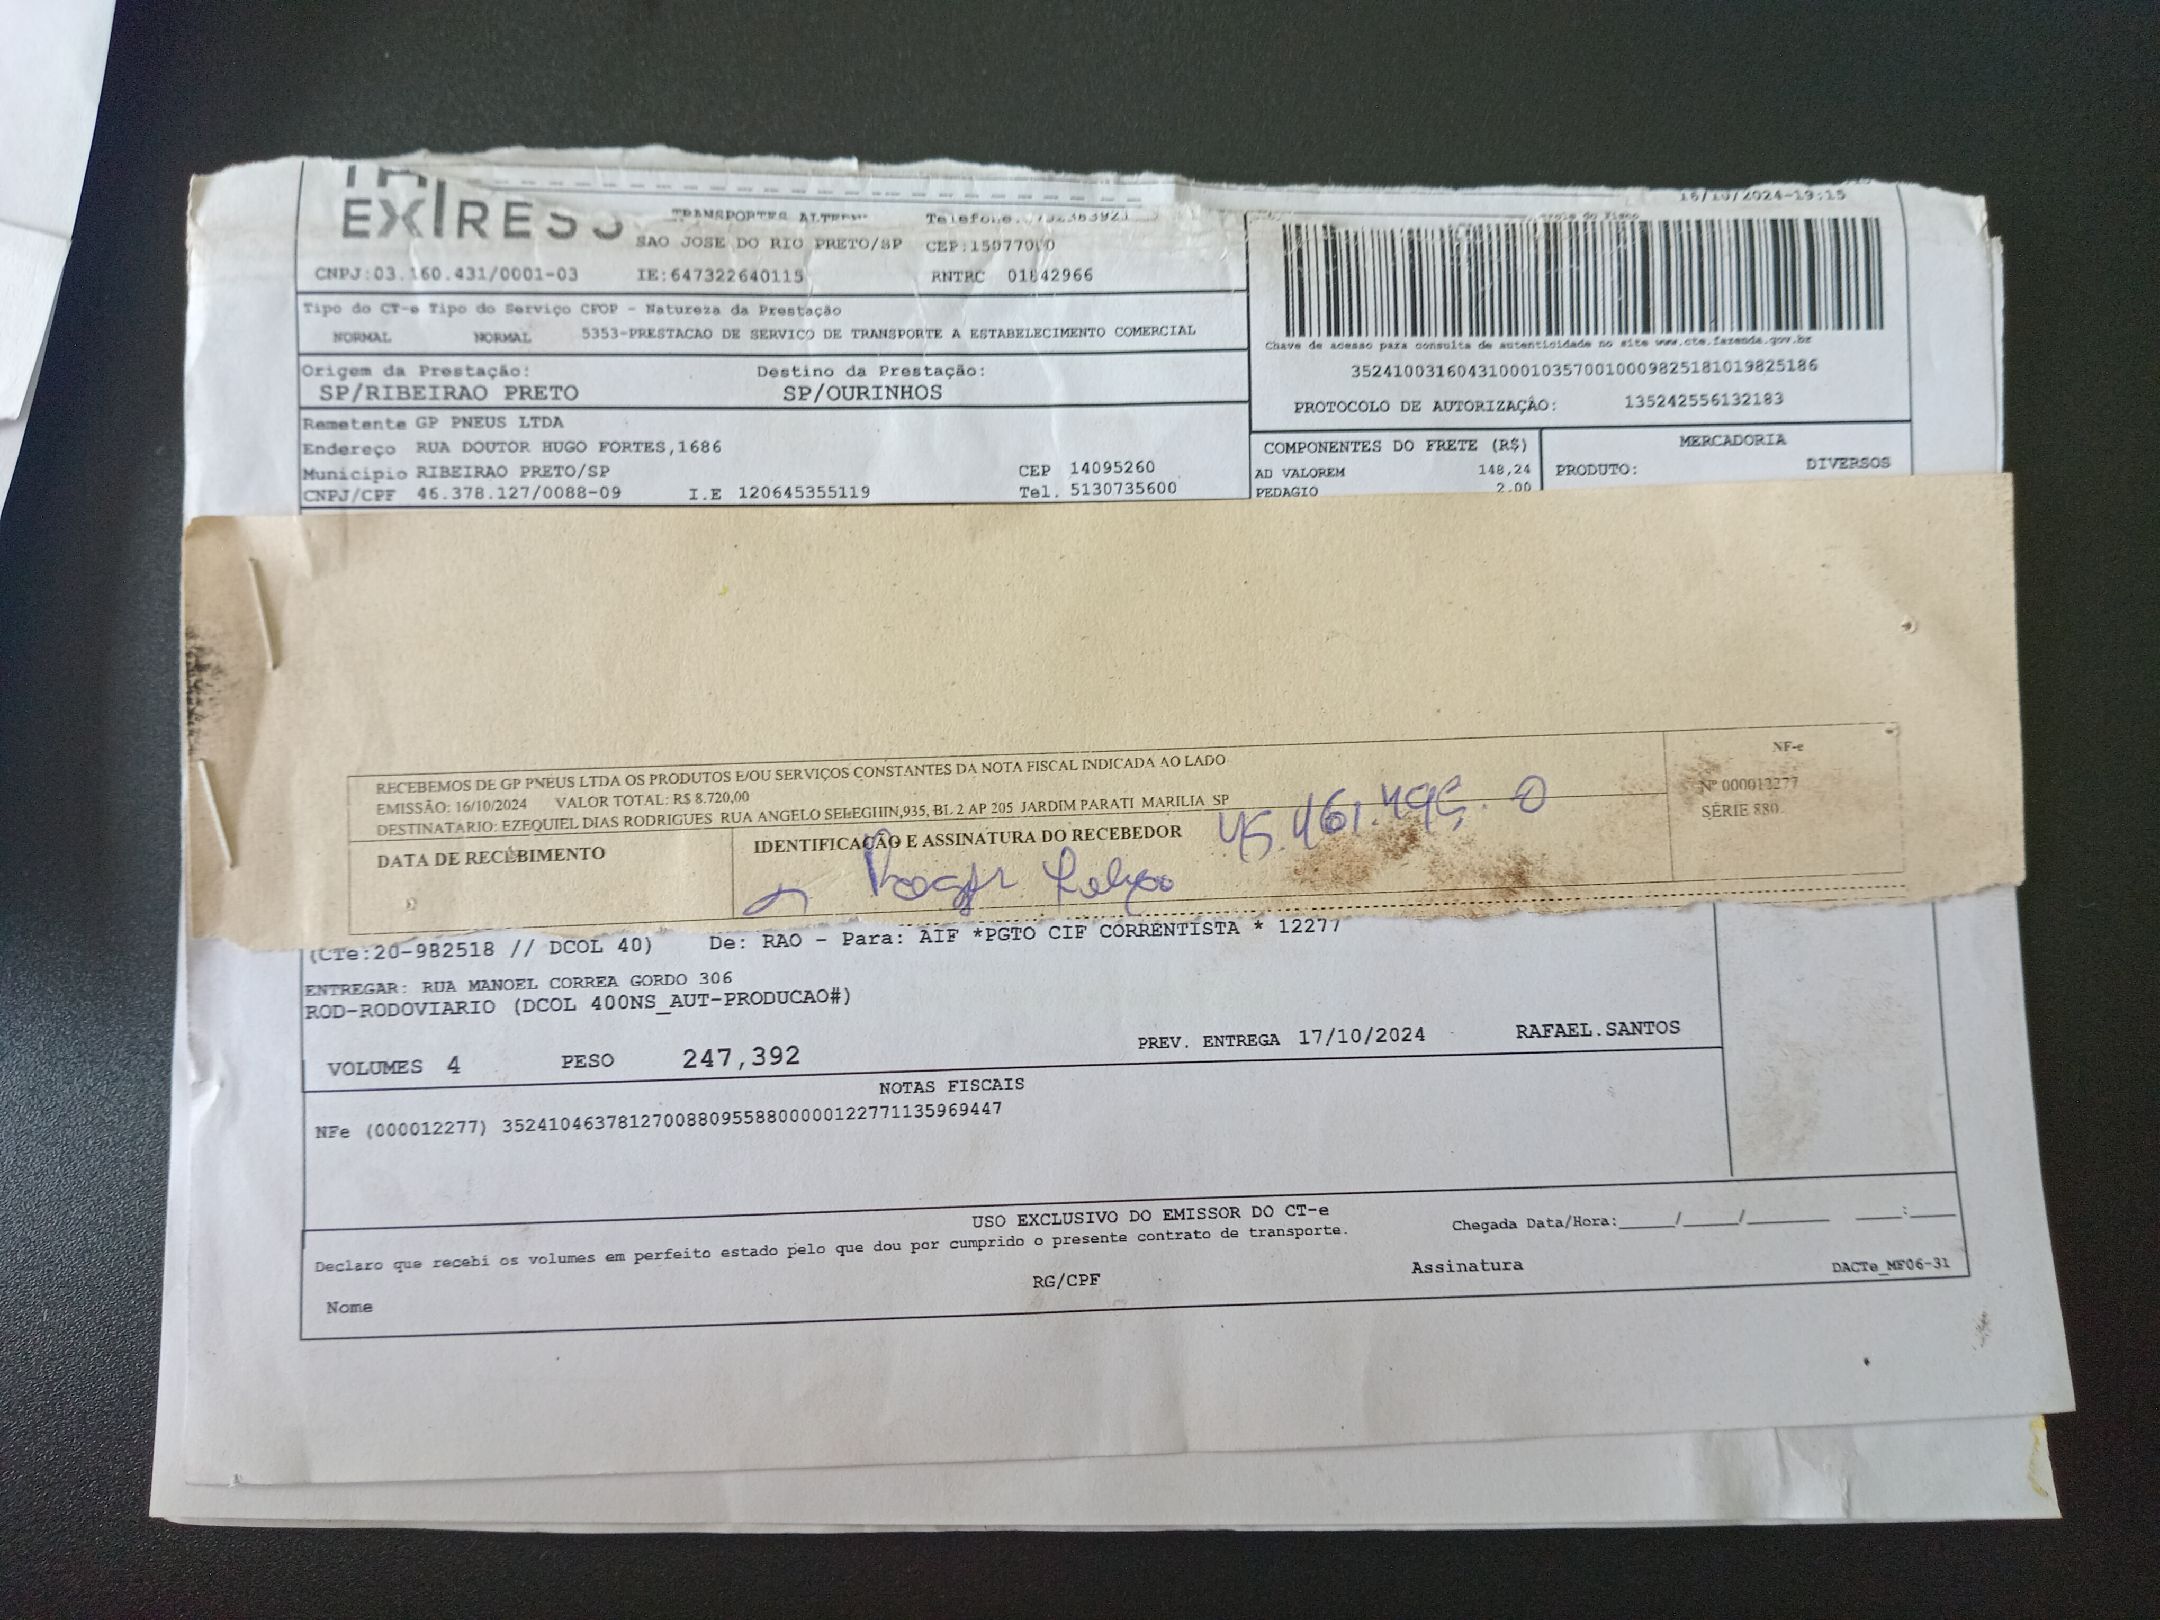 EXPRESS
SAO JOSE DO RIO PRETO/SP CEP:15077000
CNPJ:03.160.431/0001-03 IE:647322640115 RNTRC 01842966
16/10/2024-19:15
Tipo do CT-e Tipo do Serviço CFOP - Natureza da Prestação
NORMAL NORMAL 5353-PRESTACAO DE SERVICO DE TRANSPORTE A ESTABELECIMENTO COMERCIAL
Chave de acesso para consulta de autenticidade no site www.cte.fazenda.gov.br
35241003160431000103570010009825181019825186
PROTOCOLO DE AUTORIZAÇÃO: 135242556132183
Origem da Prestação: Destino da Prestação:
SP/RIBEIRAO PRETO SP/OURINHOS
Remetente GP PNEUS LTDA
Endereço RUA DOUTOR HUGO FORTES,1686
Municipio RIBEIRAO PRETO/SP CEP 14095260
CNPJ/CPF 46.378.127/0088-09 I.E 120645355119 Tel. 5130735600
COMPONENTES DO FRETE (R$) MERCADORIA
AD VALOREM 148,24 PRODUTO: DIVERSOS
PEDAGIO 2.00
RECEBEMOS DE GP PNEUS LTDA OS PRODUTOS E/OU SERVIÇOS CONSTANTES DA NOTA FISCAL INDICADA AO LADO
EMISSÃO: 16/10/2024 VALOR TOTAL: R$ 8.720,00
DESTINATARIO: EZEQUIEL DIAS RODRIGUES RUA ANGELO SELEGHIN,935, BL 2 AP 205 JARDIM PARATI MARILIA SP
DATA DE RECEBIMENTO IDENTIFICAÇÃO E ASSINATURA DO RECEBEDOR
NF-e
Nº 000012277
SÉRIE 880
(CTe:20-982518 // DCOL 40) De: RAO - Para: AIF *PGTO CIF CORRENTISTA * 12277
ENTREGAR: RUA MANOEL CORREA GORDO 306
ROD-RODOVIARIO (DCOL 400NS_AUT-PRODUCAO#)
VOLUMES 4 PESO 247,392 PREV. ENTREGA 17/10/2024 RAFAEL.SANTOS
NOTAS FISCAIS
NFe (000012277) 35241046378127008809558800000122771135969447
USO EXCLUSIVO DO EMISSOR DO CT-e
Declaro que recebi os volumes em perfeito estado pelo que dou por cumprido o presente contrato de transporte.
Chegada Data/Hora:____/____/______ ___:___
Nome RG/CPF Assinatura DACTe_MF06-31